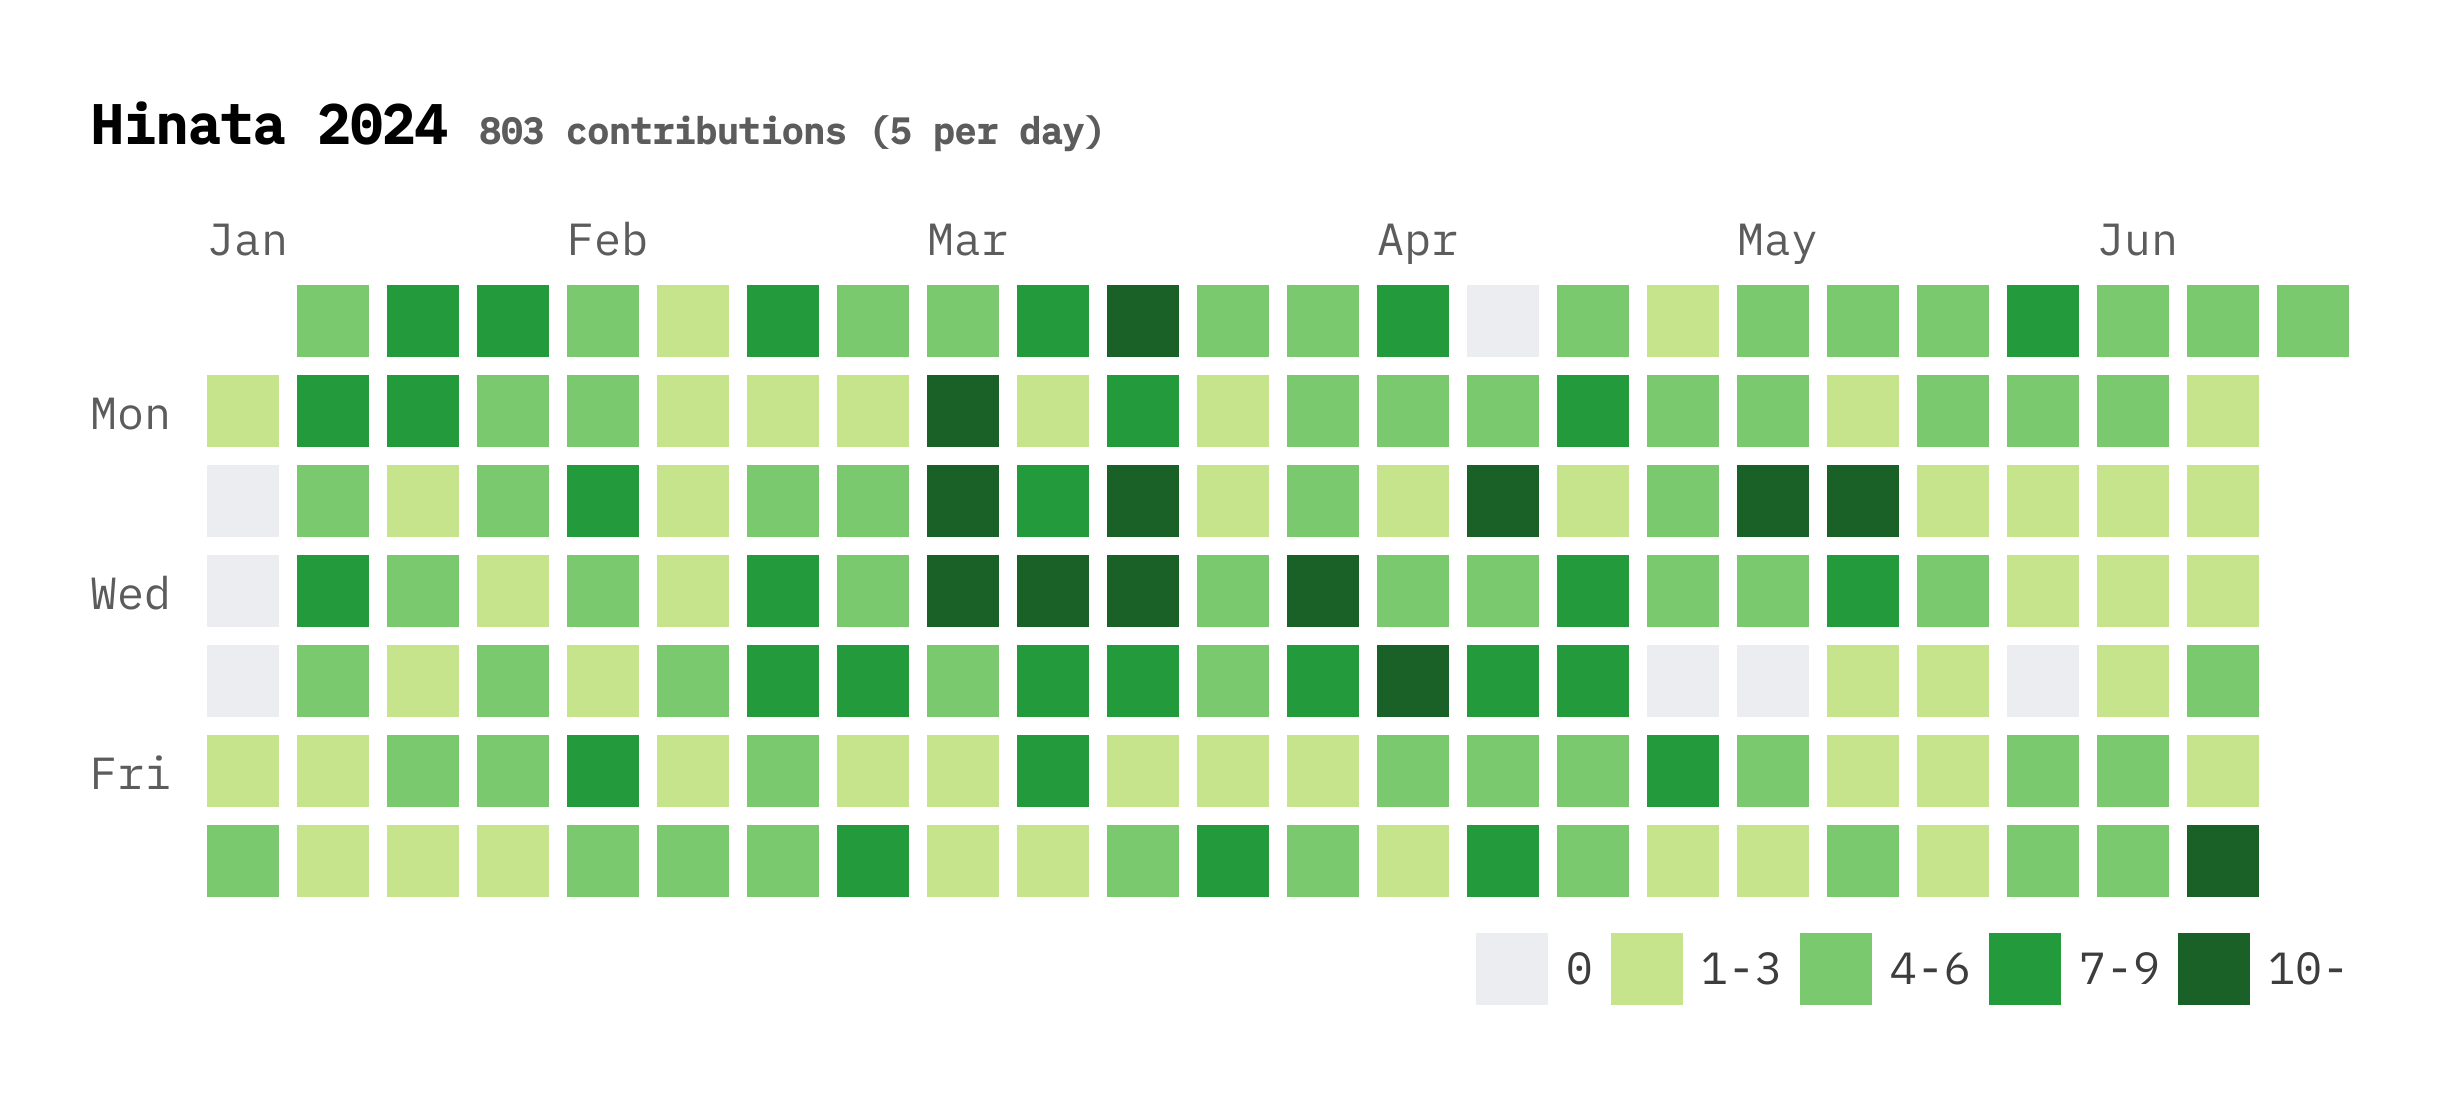 Hinata 2024 803 contributions (5 per day)
Jan Feb Mar Apr May Jun
Mon
Wed
Fri
0 1-3 4-6 7-9 10-